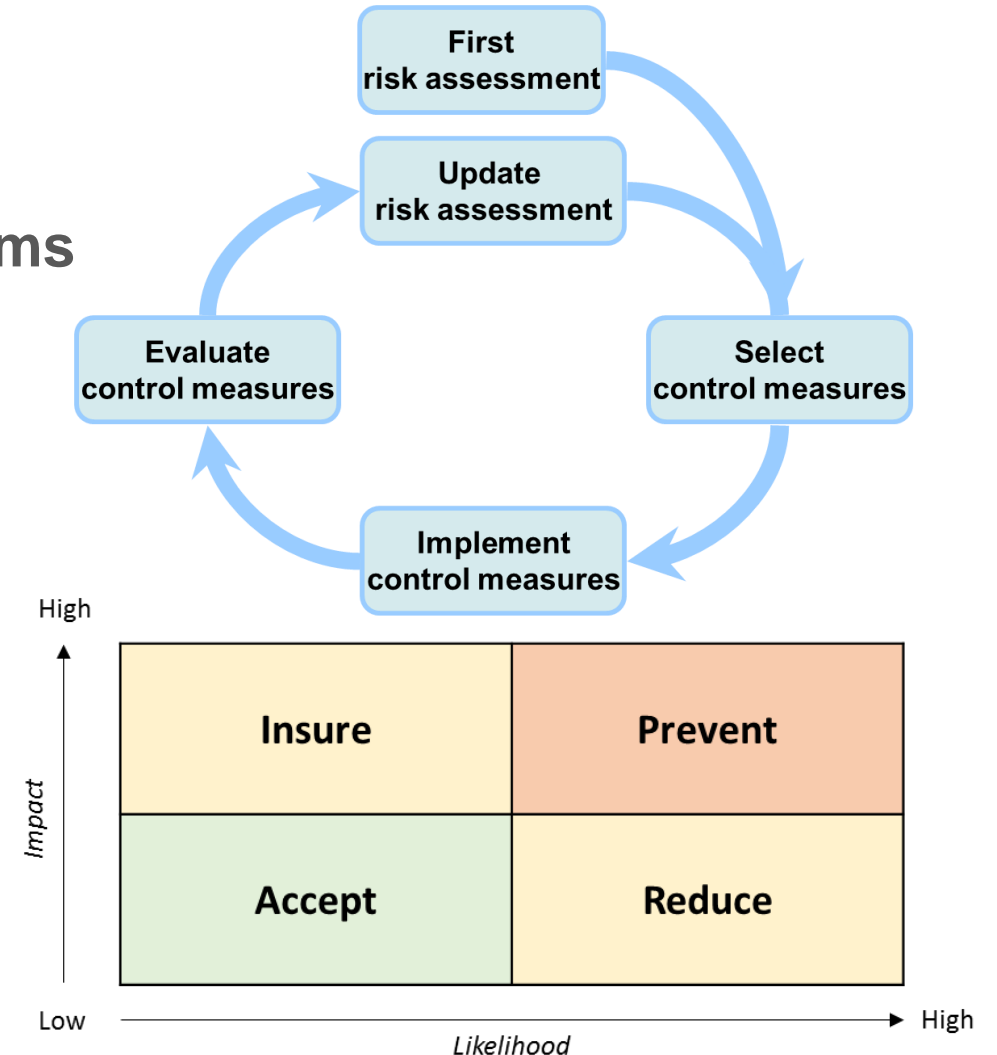 First
risk assessment
Update
risk assessment
ms
Evaluate
control measures
Select
control measures
Implement
control measures
High
Insure
Prevent
Impact
Accept
Reduce
Low
High
Likelihood